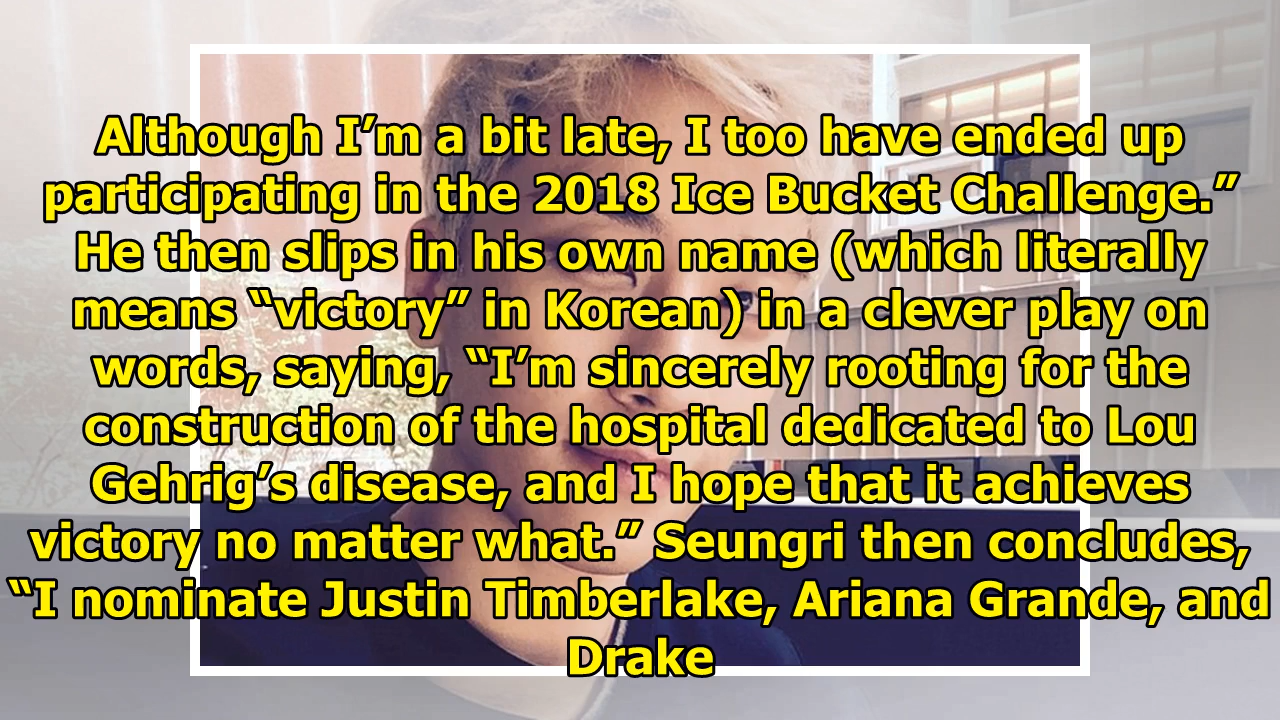 Although I’m a bit late, I too have ended up
participating in the 2018 Ice Bucket Challenge.”
He then slips in his own name (which literally
means “victory” in Korean) in a clever play on
words, saying, “I’m sincerely rooting for the
construction of the hospital dedicated to Lou
Gehrig’s disease, and I hope that it achieves
victory no matter what.” Seungri then concludes,
“I nominate Justin Timberlake, Ariana Grande, and
Drake